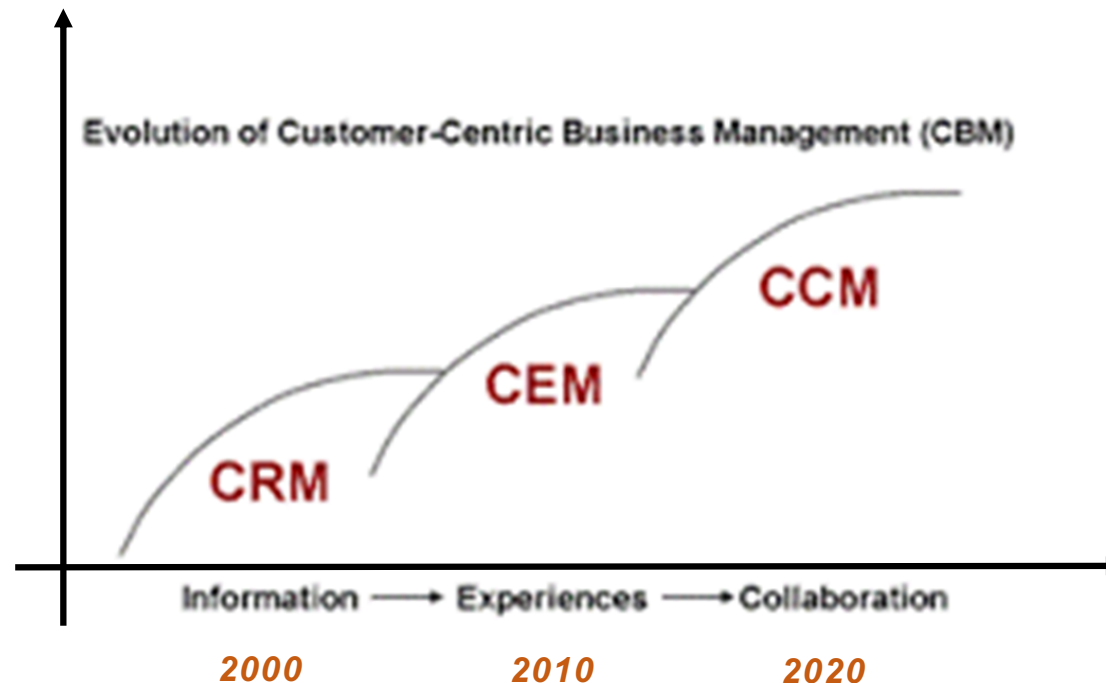 Evolution of Customer-Centric Business Management (CBM)
CCM
CEM
CRM
Information Experiences Collaboration
2000 2010 2020